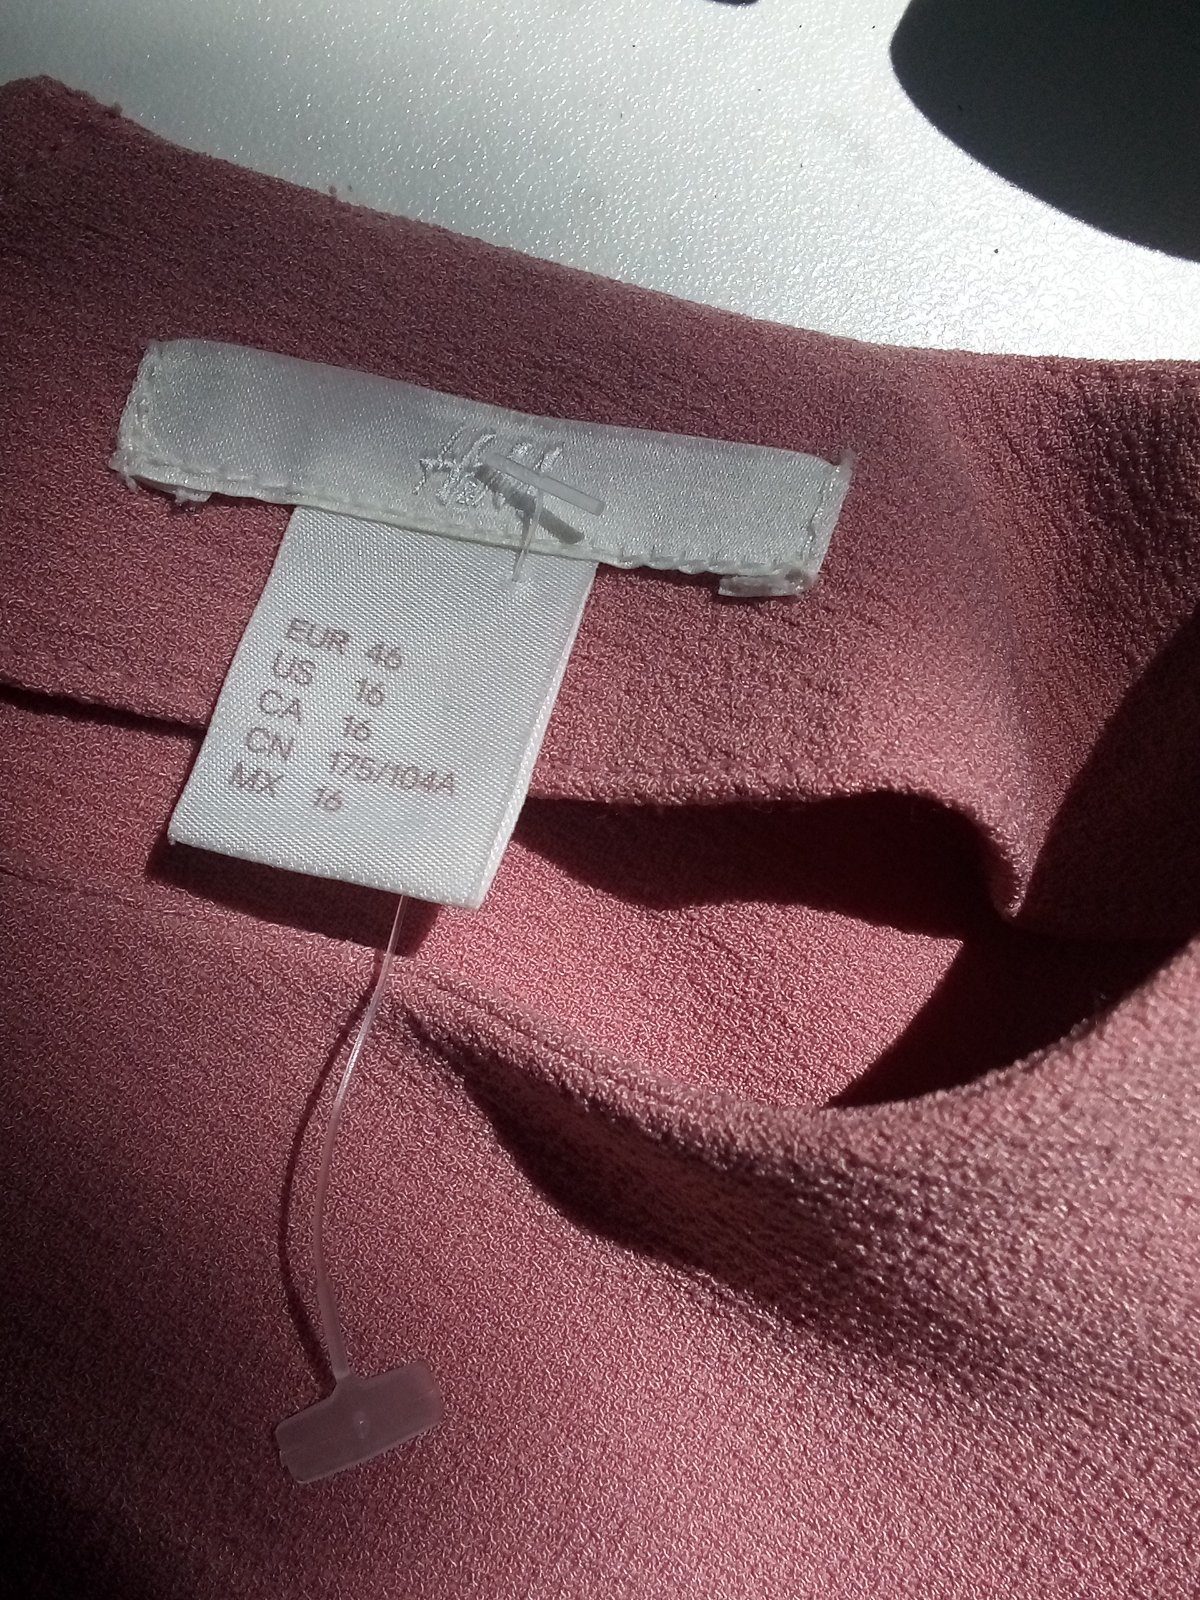 H&M
EUR 46
US 16
CA 16
CN 175/104A
MX 16